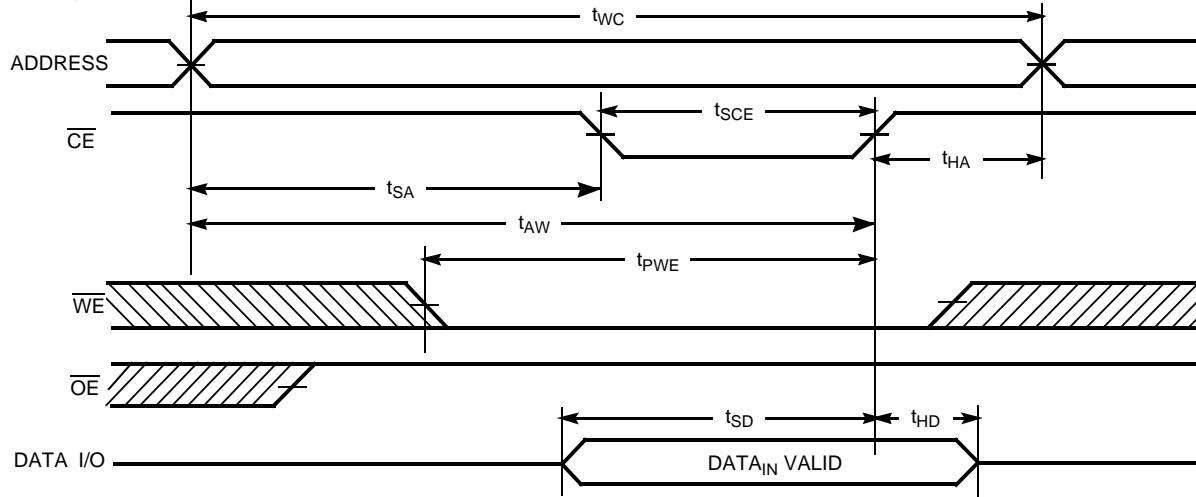 tWC
ADDRESS
tSCE
CE
tHA
tSA
tAW
tPWE
WE
OE
tSD
tHD
DATA I/O
DATAIN VALID